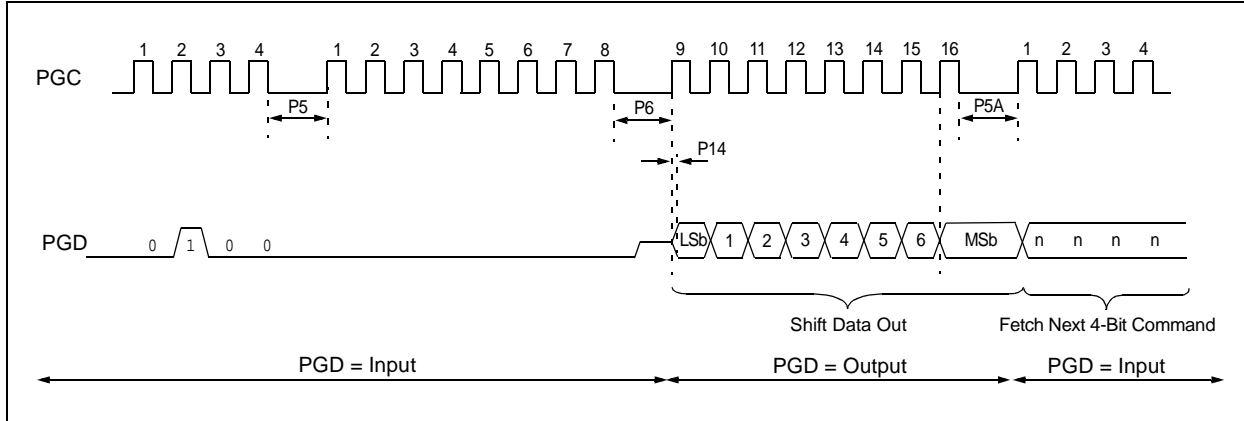 1 2 3 4 1 2 3 4 5 6 7 8 9 10 11 12 13 14 15 16 1 2 3 4
PGC
P5 P6 P5A
P14
PGD 0 1 0 0 LSb 1 2 3 4 5 6 MSb n n n n
Shift Data Out Fetch Next 4-Bit Command
PGD = Input PGD = Output PGD = Input